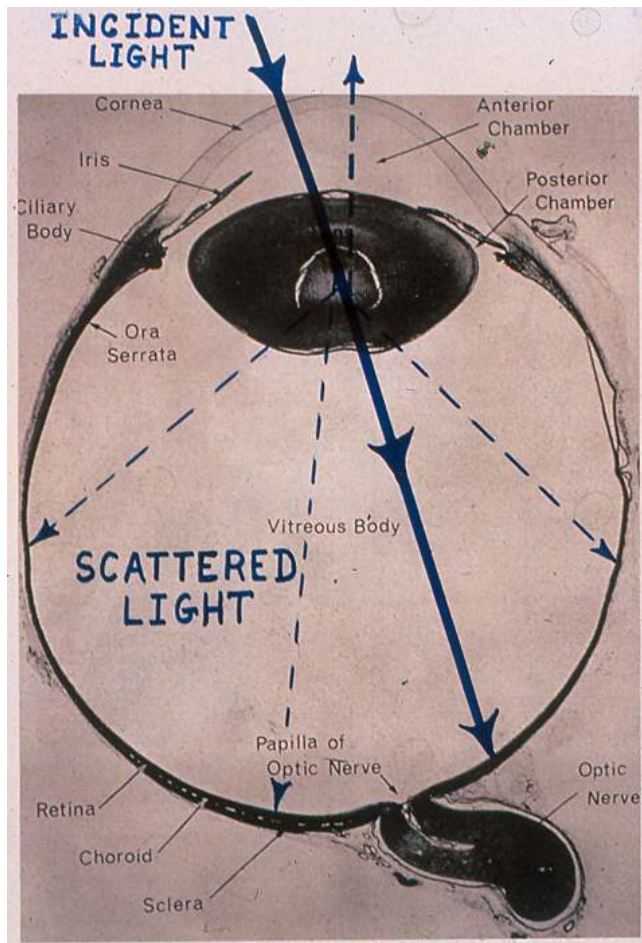 INCIDENT
LIGHT
Cornea
Anterior
Chamber
Iris
Posterior
Chamber
Ciliary
Body
Ora
Serrata
Vitreous Body
SCATTERED
LIGHT
Papilla of
Optic Nerve
Optic
Nerve
Retina
Choroid
Sclera